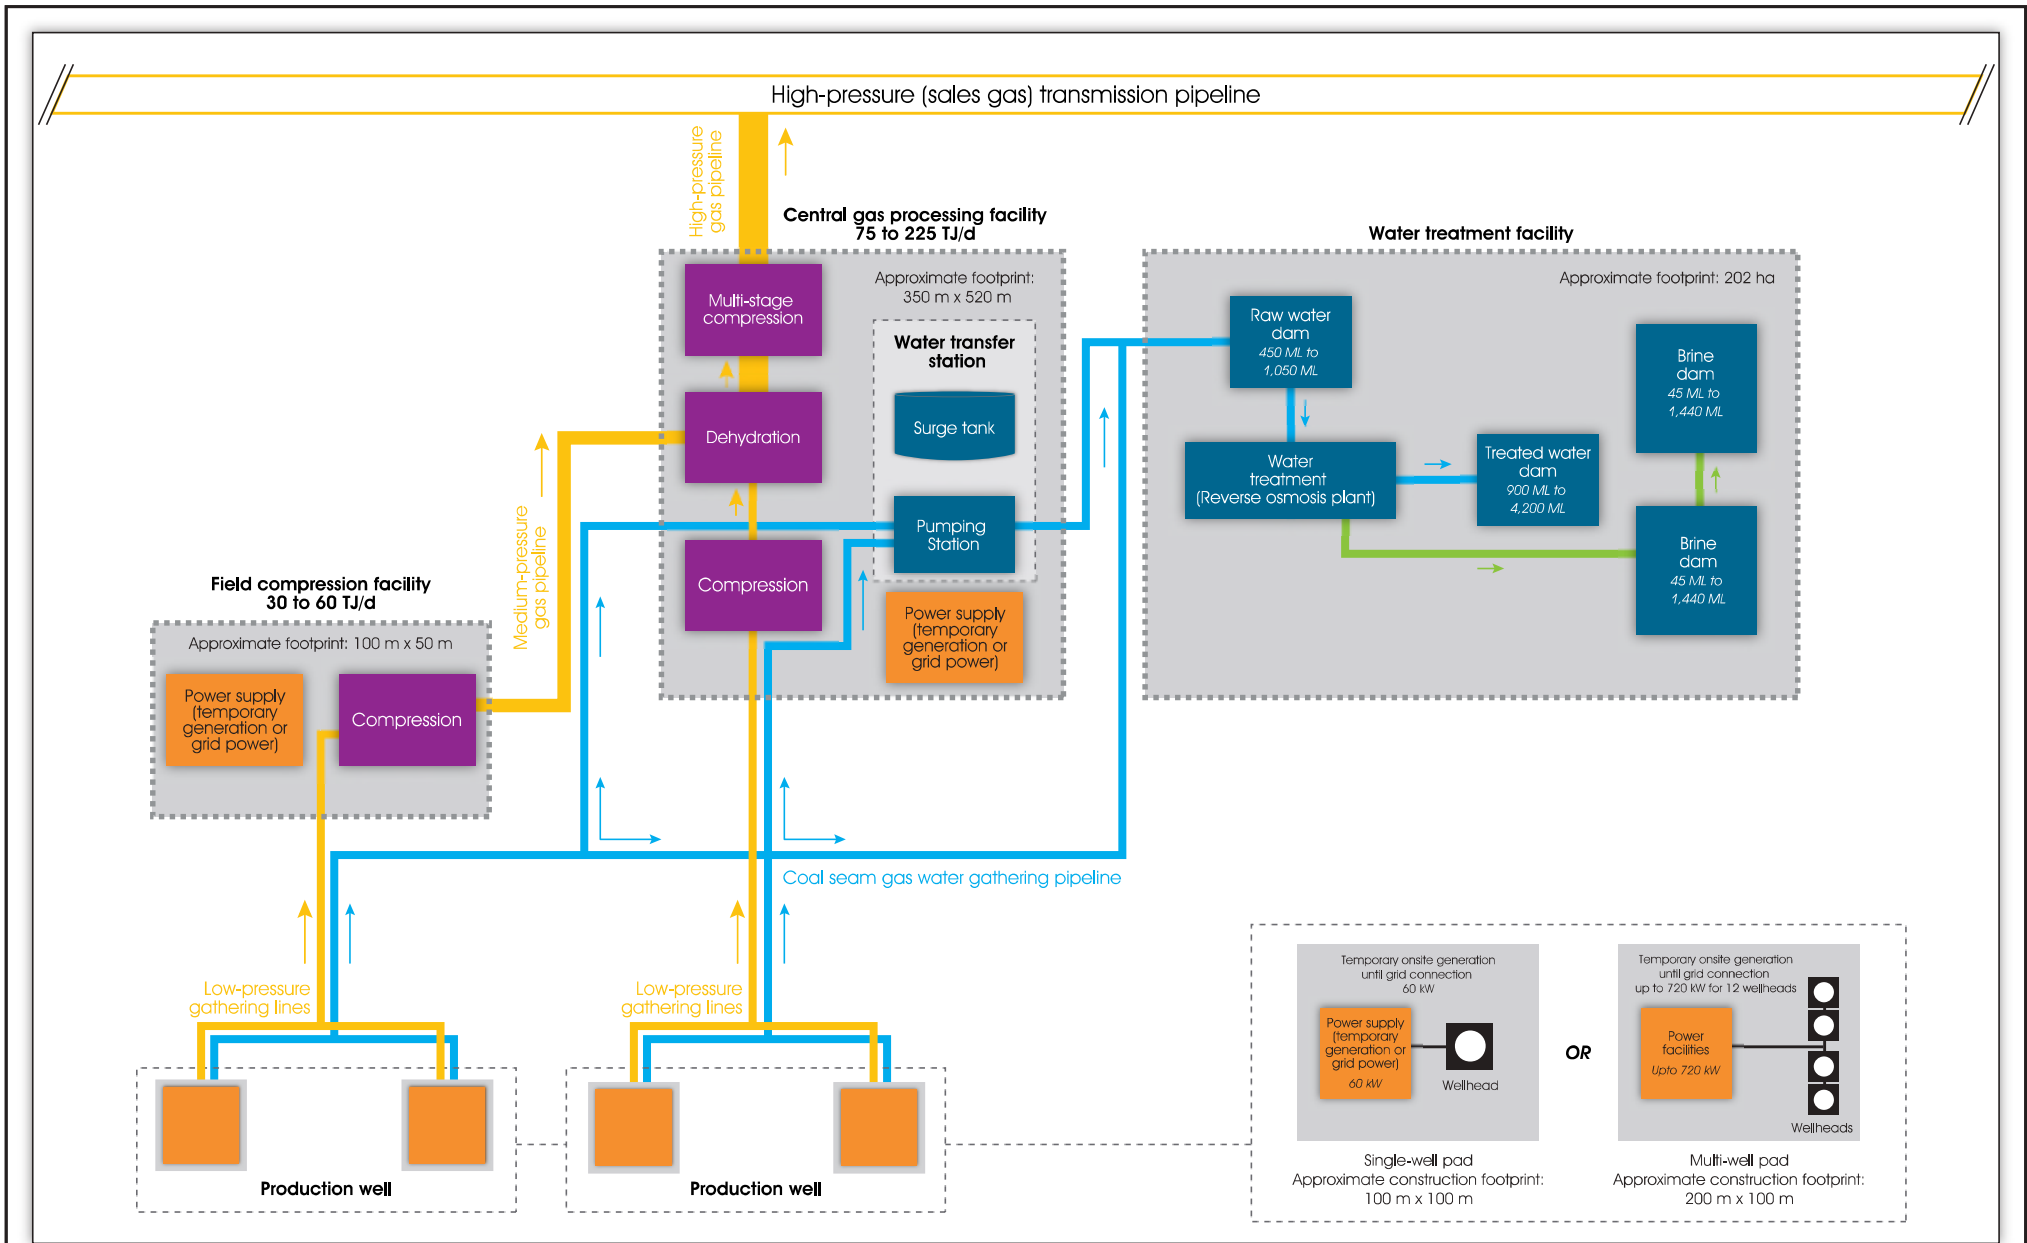 High-pressure (sales gas) transmission pipeline
High-pressure
gas pipeline
Central gas processing facility
75 to 225 TJ/d
Approximate footprint:
350 m x 520 m
Multi-stage
compression
Water transfer
station
Surge tank
Dehydration
Pumping
Station
Compression
Power supply
(temporary
generation or
grid power)
Water treatment facility
Approximate footprint: 202 ha
Raw water
dam
450 ML to
1,050 ML
Brine
dam
45 ML to
1,440 ML
Water
treatment
(Reverse osmosis plant)
Treated water
dam
900 ML to
4,200 ML
Brine
dam
45 ML to
1,440 ML
Medium-pressure
gas pipeline
Field compression facility
30 to 60 TJ/d
Approximate footprint: 100 m x 50 m
Power supply
(temporary
generation or
grid power)
Compression
Coal seam gas water gathering pipeline
Low-pressure
gathering lines
Low-pressure
gathering lines
Production well
Production well
Temporary onsite generation
until grid connection
60 kW
Power supply
(temporary
generation or
grid power)
60 kW
Wellhead
Single-well pad
Approximate construction footprint:
100 m x 100 m
OR
Temporary onsite generation
until grid connection
up to 720 kW for 12 wellheads
Power
facilities
Upto 720 kW
Wellheads
Multi-well pad
Approximate construction footprint:
200 m x 100 m